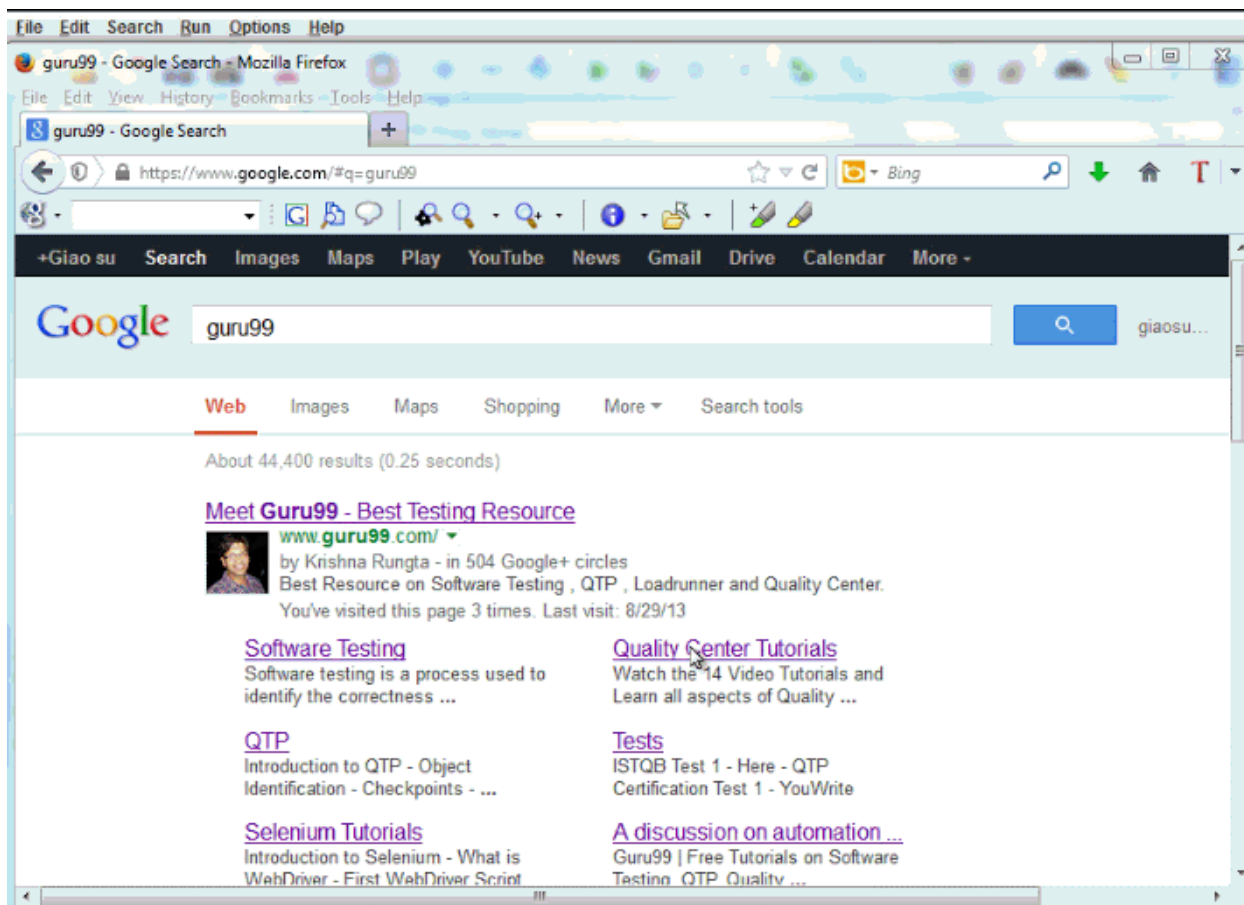 File Edit Search Run Options Help
guru99 - Google Search - Mozilla Firefox
File Edit View History Bookmarks Tools Help
guru99 - Google Search
https://www.google.com/#q=guru99 Bing
+Giao su Search Images Maps Play YouTube News Gmail Drive Calendar More
Google guru99 giaosu...
Web Images Maps Shopping More Search tools
About 44,400 results (0.25 seconds)
Meet Guru99 - Best Testing Resource
www.guru99.com/
by Krishna Rungta - in 504 Google+ circles
Best Resource on Software Testing , QTP , Loadrunner and Quality Center.
You've visited this page 3 times. Last visit: 8/29/13
Software Testing
Software testing is a process used to
identify the correctness ...
Quality Center Tutorials
Watch the 14 Video Tutorials and
Learn all aspects of Quality ...
QTP
Introduction to QTP - Object
Identification - Checkpoints - ...
Tests
ISTQB Test 1 - Here - QTP
Certification Test 1 - YouWrite
Selenium Tutorials
Introduction to Selenium - What is
WebDriver - First WebDriver Script
A discussion on automation ...
Guru99 | Free Tutorials on Software
Testing, QTP, Quality ...